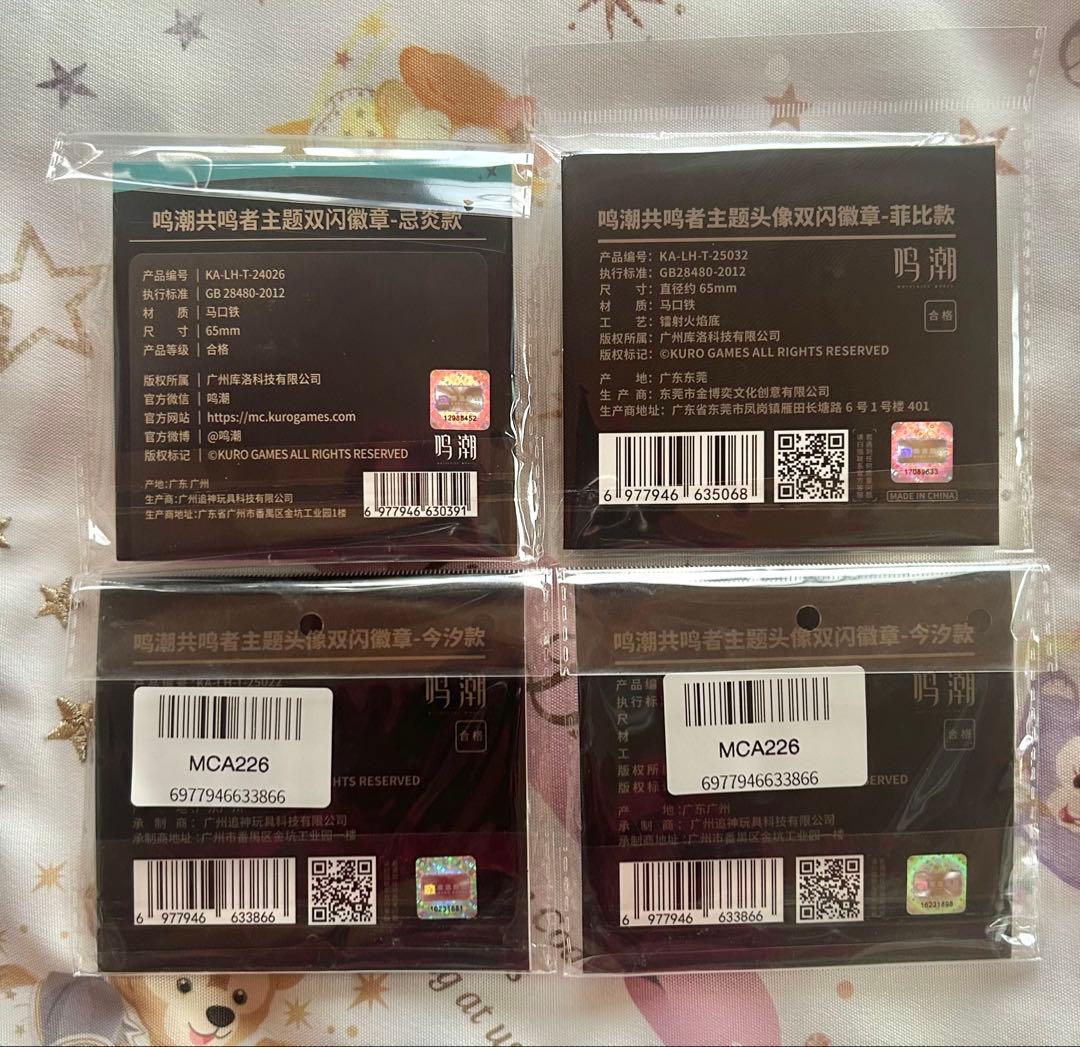 鸣潮共鸣者主题双闪徽章-忌炎款
产品编号 | KA-LH-T-24026
执行标准 | GB 28480-2012
材 质 | 马口铁
尺 寸 | 65mm
产品等级 | 合格
版权所属 | 广州库洛科技有限公司
官方微信 | 鸣潮
官方网站 | https://mc.kurogames.com
官方微博 | @鸣潮
版权标记 | ©KURO GAMES ALL RIGHTS RESERVED
产地:广东 广州
生产商:广州追神玩具科技有限公司
生产商地址:广东省广州市番禺区金坑工业园1楼
12988452
鸣潮
6 977946 630391
鸣潮共鸣者主题头像双闪徽章-菲比款
产品编号：KA-LH-T-25032
执行标准：GB28480-2012
尺 寸：直径约 65mm
材 质：马口铁
工 艺：镭射火焰底
版权所属：广州库洛科技有限公司
版权标记：©KURO GAMES ALL RIGHTS RESERVED
鸣潮
合格
产 地：广东东莞
生 产 商：东莞市金博奕文化创意有限公司
生产商地址：广东省东莞市凤岗镇雁田长塘路 6 号 1 号楼 401
6 977946 635068
17089633
MADE IN CHINA
鸣潮共鸣者主题头像双闪徽章-今汐款
鸣潮
合格
MCA226
6977946633866
HTS RESERVED
承 制 商：广州追神玩具科技有限公司
承制商地址:广州市番禺区金坑工业园一楼
6 977946 633866
16231881
鸣潮共鸣者主题头像双闪徽章-今汐款
产品编
执行标
尺
材
工
版权所
版权标
鸣潮
合格
MCA226
6977946633866
RVED
产 地:广东广州
承 制 商：广州追神玩具科技有限公司
承制商地址:广州市番禺区金坑工业园一楼
6 977946 633866
16231898
g at u